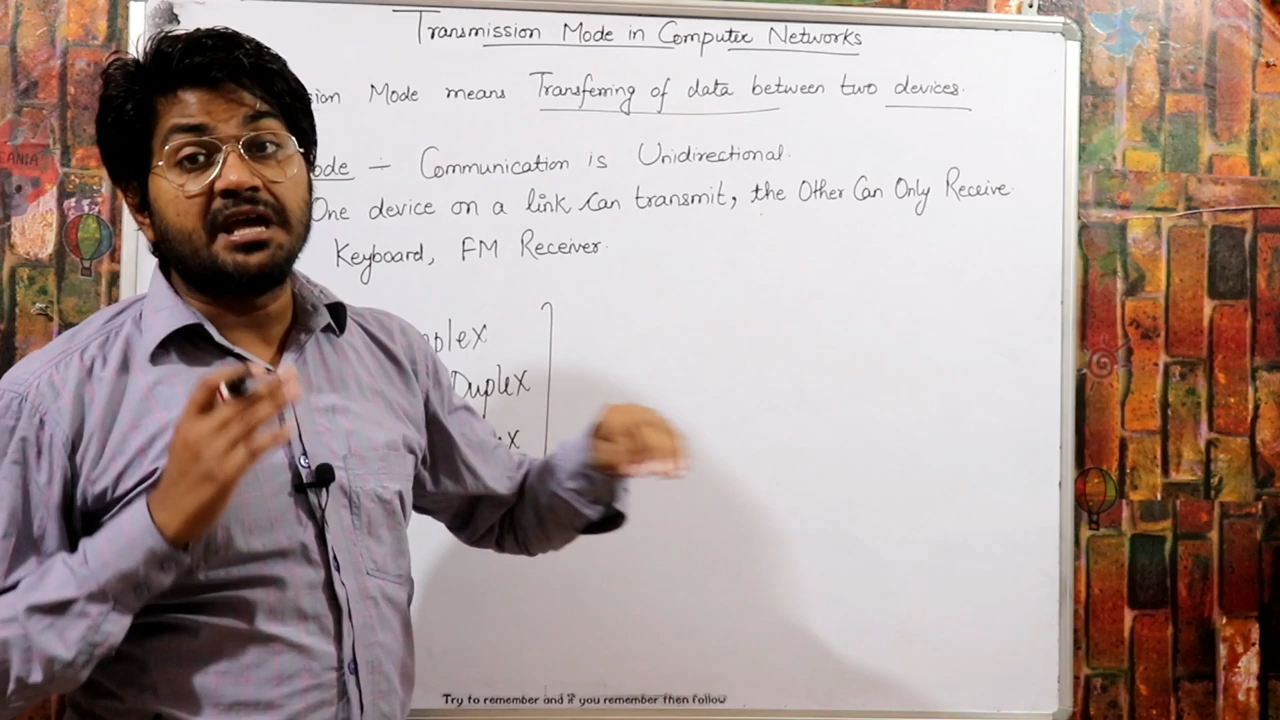 Transmission Mode in Computer Networks
sion Mode means Transferring of data between two devices.
ode - Communication is Unidirectional.
One device on a link Can transmit, the Other Can Only Receive.
Keyboard, FM Receiver.
plex
Duplex
x
TANIA
Try to remember and if you remember then follow